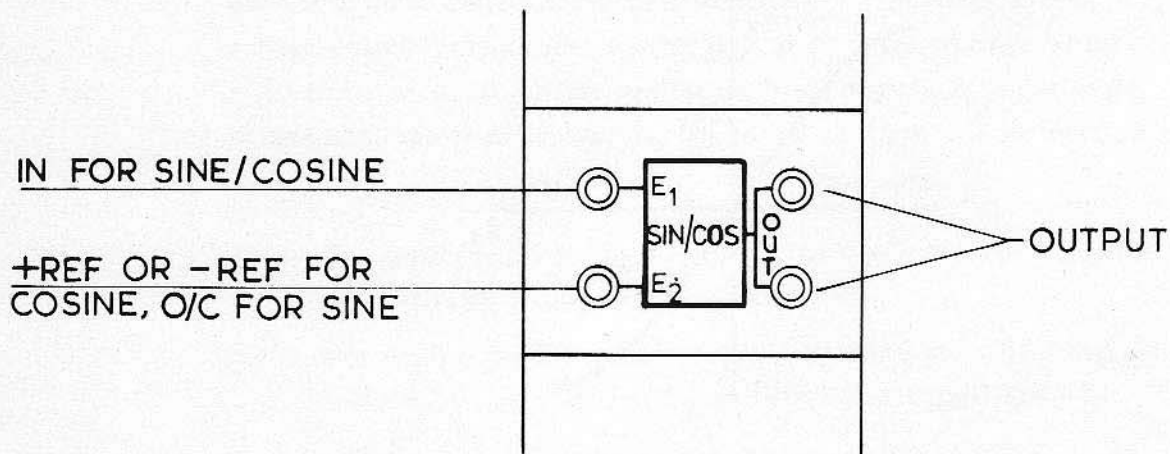 IN FOR SINE/COSINE
+REF OR -REF FOR
COSINE, O/C FOR SINE
E1
SIN/COS
E2
OUT
OUTPUT